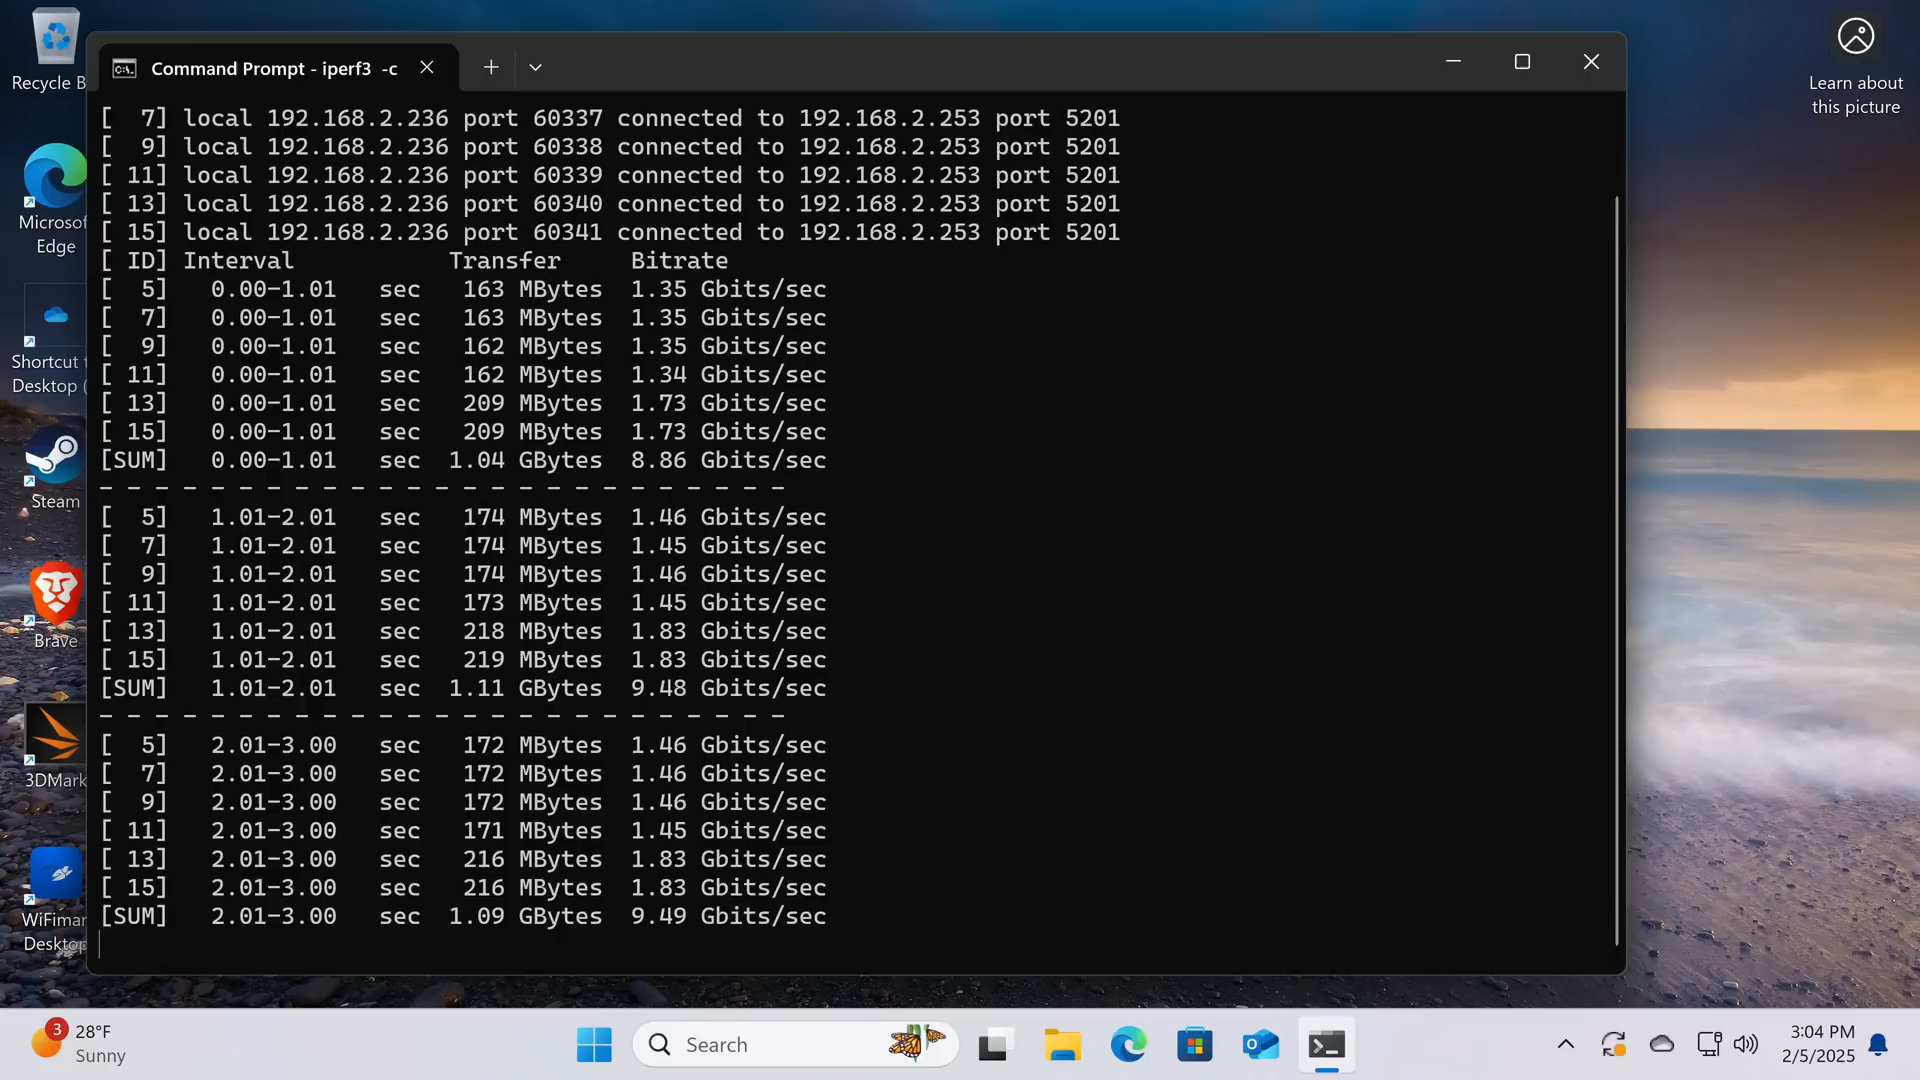 Command Prompt - iperf3  -c
[  7] local 192.168.2.236 port 60337 connected to 192.168.2.253 port 5201
[  9] local 192.168.2.236 port 60338 connected to 192.168.2.253 port 5201
[ 11] local 192.168.2.236 port 60339 connected to 192.168.2.253 port 5201
[ 13] local 192.168.2.236 port 60340 connected to 192.168.2.253 port 5201
[ 15] local 192.168.2.236 port 60341 connected to 192.168.2.253 port 5201
[ ID] Interval           Transfer     Bitrate
[  5]   0.00-1.01   sec   163 MBytes  1.35 Gbits/sec
[  7]   0.00-1.01   sec   163 MBytes  1.35 Gbits/sec
[  9]   0.00-1.01   sec   162 MBytes  1.35 Gbits/sec
[ 11]   0.00-1.01   sec   162 MBytes  1.34 Gbits/sec
[ 13]   0.00-1.01   sec   209 MBytes  1.73 Gbits/sec
[ 15]   0.00-1.01   sec   209 MBytes  1.73 Gbits/sec
[SUM]   0.00-1.01   sec  1.04 GBytes  8.86 Gbits/sec
- - - - - - - - - - - - - - - - - - - - - - - - -
[  5]   1.01-2.01   sec   174 MBytes  1.46 Gbits/sec
[  7]   1.01-2.01   sec   174 MBytes  1.45 Gbits/sec
[  9]   1.01-2.01   sec   174 MBytes  1.46 Gbits/sec
[ 11]   1.01-2.01   sec   173 MBytes  1.45 Gbits/sec
[ 13]   1.01-2.01   sec   218 MBytes  1.83 Gbits/sec
[ 15]   1.01-2.01   sec   219 MBytes  1.83 Gbits/sec
[SUM]   1.01-2.01   sec  1.11 GBytes  9.48 Gbits/sec
- - - - - - - - - - - - - - - - - - - - - - - - -
[  5]   2.01-3.00   sec   172 MBytes  1.46 Gbits/sec
[  7]   2.01-3.00   sec   172 MBytes  1.46 Gbits/sec
[  9]   2.01-3.00   sec   172 MBytes  1.46 Gbits/sec
[ 11]   2.01-3.00   sec   171 MBytes  1.45 Gbits/sec
[ 13]   2.01-3.00   sec   216 MBytes  1.83 Gbits/sec
[ 15]   2.01-3.00   sec   216 MBytes  1.83 Gbits/sec
[SUM]   2.01-3.00   sec  1.09 GBytes  9.49 Gbits/sec
Recycle B
Microsof
Edge
Shortcut t
Desktop (
Steam
Brave
3DMark
WiFiman
Desktop
Learn about
this picture
3
28°F
Sunny
Search
3:04 PM
2/5/2025